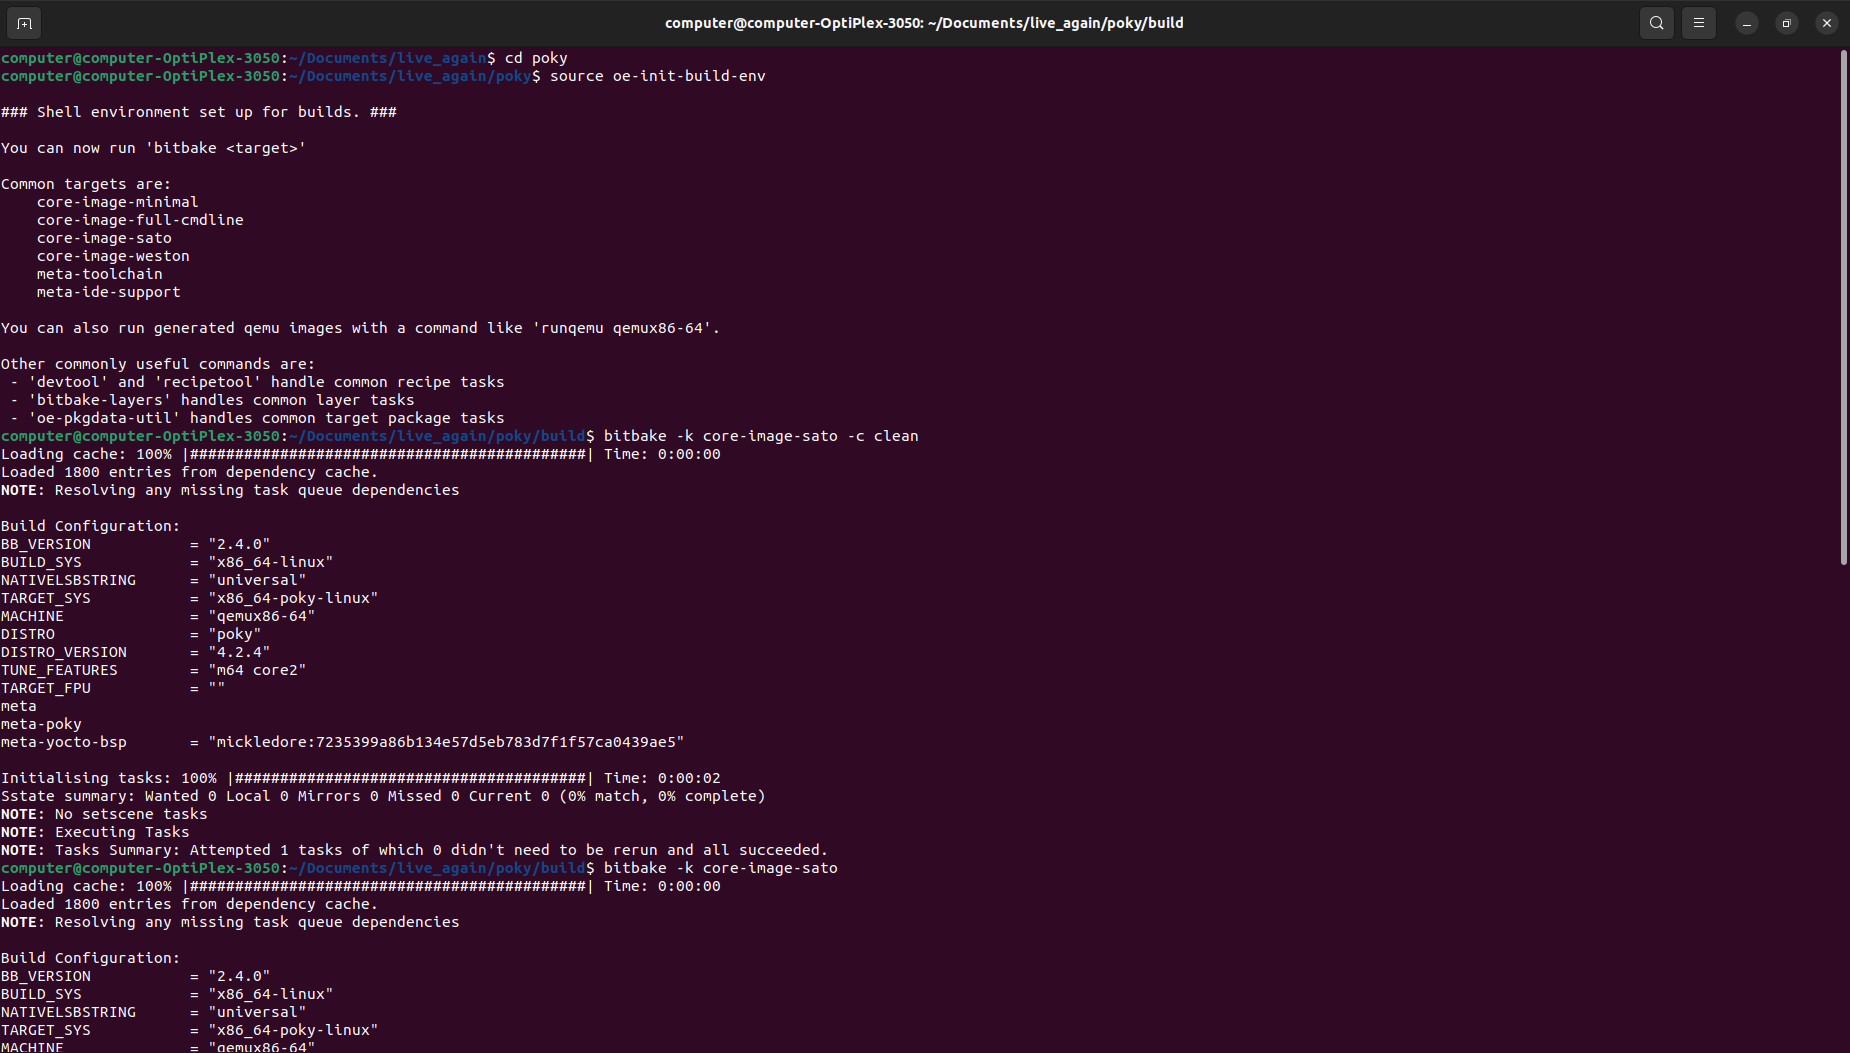 computer@computer-OptiPlex-3050: ~/Documents/live_again/poky/build
computer@computer-OptiPlex-3050:~/Documents/live_again$ cd poky
computer@computer-OptiPlex-3050:~/Documents/live_again/poky$ source oe-init-build-env

### Shell environment set up for builds. ###

You can now run 'bitbake <target>'

Common targets are:
    core-image-minimal
    core-image-full-cmdline
    core-image-sato
    core-image-weston
    meta-toolchain
    meta-ide-support

You can also run generated qemu images with a command like 'runqemu qemux86-64'.

Other commonly useful commands are:
 - 'devtool' and 'recipetool' handle common recipe tasks
 - 'bitbake-layers' handles common layer tasks
 - 'oe-pkgdata-util' handles common target package tasks
computer@computer-OptiPlex-3050:~/Documents/live_again/poky/build$ bitbake -k core-image-sato -c clean
Loading cache: 100% |############################################| Time: 0:00:00
Loaded 1800 entries from dependency cache.
NOTE: Resolving any missing task queue dependencies

Build Configuration:
BB_VERSION           = "2.4.0"
BUILD_SYS            = "x86_64-linux"
NATIVELSBSTRING      = "universal"
TARGET_SYS           = "x86_64-poky-linux"
MACHINE              = "qemux86-64"
DISTRO               = "poky"
DISTRO_VERSION       = "4.2.4"
TUNE_FEATURES        = "m64 core2"
TARGET_FPU           = ""
meta
meta-poky
meta-yocto-bsp       = "mickledore:7235399a86b134e57d5eb783d7f1f57ca0439ae5"

Initialising tasks: 100% |#######################################| Time: 0:00:02
Sstate summary: Wanted 0 Local 0 Mirrors 0 Missed 0 Current 0 (0% match, 0% complete)
NOTE: No setscene tasks
NOTE: Executing Tasks
NOTE: Tasks Summary: Attempted 1 tasks of which 0 didn't need to be rerun and all succeeded.
computer@computer-OptiPlex-3050:~/Documents/live_again/poky/build$ bitbake -k core-image-sato
Loading cache: 100% |############################################| Time: 0:00:00
Loaded 1800 entries from dependency cache.
NOTE: Resolving any missing task queue dependencies

Build Configuration:
BB_VERSION           = "2.4.0"
BUILD_SYS            = "x86_64-linux"
NATIVELSBSTRING      = "universal"
TARGET_SYS           = "x86_64-poky-linux"
MACHINE              = "qemux86-64"